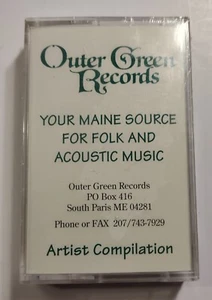 Outer Green
Records
YOUR MAINE SOURCE
FOR FOLK AND
ACOUSTIC MUSIC
Outer Green Records
PO Box 416
South Paris ME 04281
Phone or FAX 207/743-7929
Artist Compilation